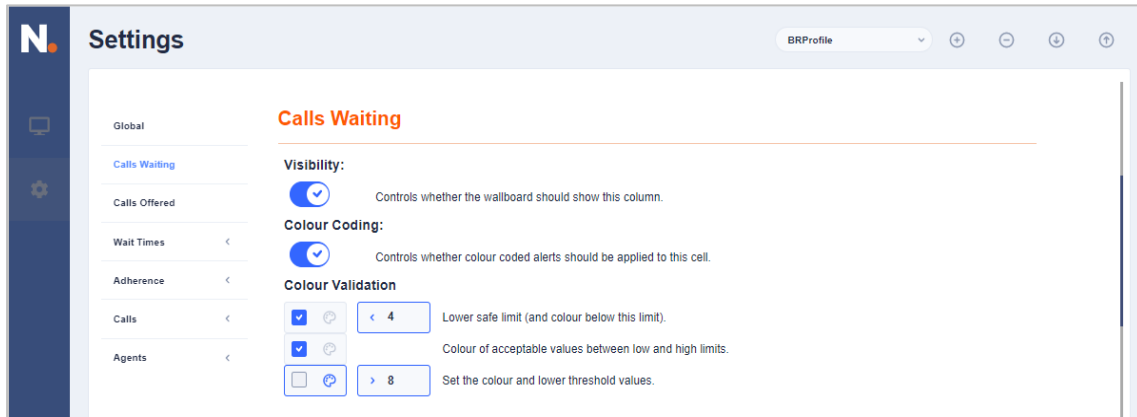 N.
Settings
BRProfile
Global
Calls Waiting
Calls Offered
Wait Times
Adherence
Calls
Agents
Calls Waiting
Visibility:
Controls whether the wallboard should show this column.
Colour Coding:
Controls whether colour coded alerts should be applied to this cell.
Colour Validation
< 4 Lower safe limit (and colour below this limit).
Colour of acceptable values between low and high limits.
> 8 Set the colour and lower threshold values.